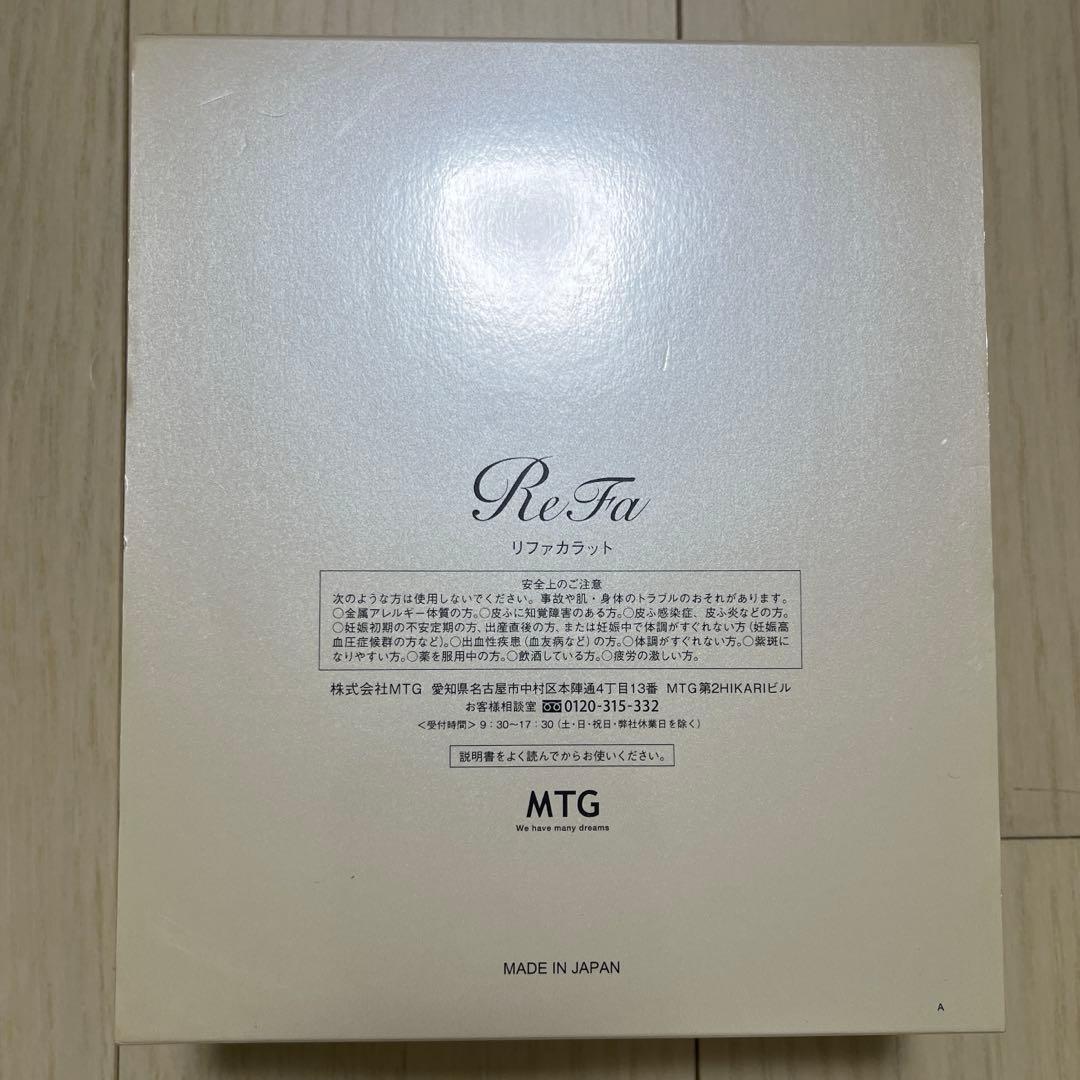 ReFa
リファカラット
安全上のご注意
次のような方は使用しないでください。事故や肌・身体のトラブルのおそれがあります。
○金属アレルギー体質の方。○皮ふに知覚障害のある方。○皮ふ感染症、皮ふ炎などの方。
○妊娠初期の不安定期の方、出産直後の方、または妊娠中で体調がすぐれない方（妊娠高
血圧症候群の方など）。○出血性疾患（血友病など）の方。○体調がすぐれない方。○紫斑に
なりやすい方。○薬を服用中の方。○飲酒している方。○疲労の激しい方。
株式会社MTG 愛知県名古屋市中村区本陣通4丁目13番 MTG第2HIKARIビル
お客様相談室 0120-315-332
＜受付時間＞9：30〜17：30（土・日・祝日・弊社休業日を除く）
説明書をよく読んでからお使いください。
MTG
We have many dreams
MADE IN JAPAN
A